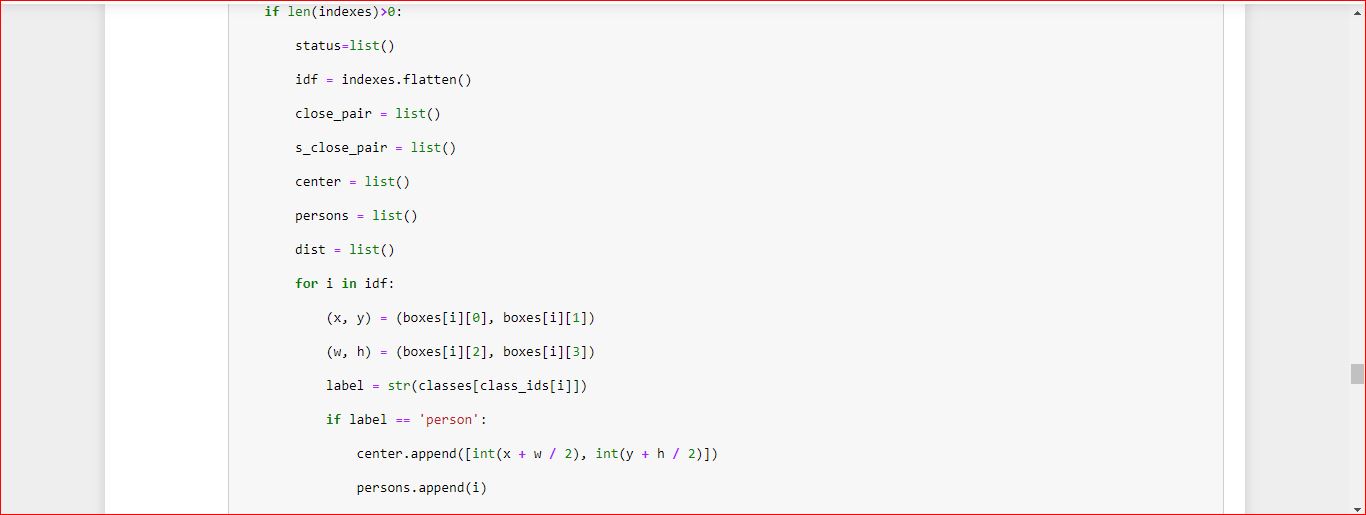 if len(indexes)>0:
status=list()
idf = indexes.flatten()
close_pair = list()
s_close_pair = list()
center = list()
persons = list()
dist = list()
for i in idf:
(x, y) = (boxes[i][0], boxes[i][1])
(w, h) = (boxes[i][2], boxes[i][3])
label = str(classes[class_ids[i]])
if label == 'person':
center.append([int(x + w / 2), int(y + h / 2)])
persons.append(i)